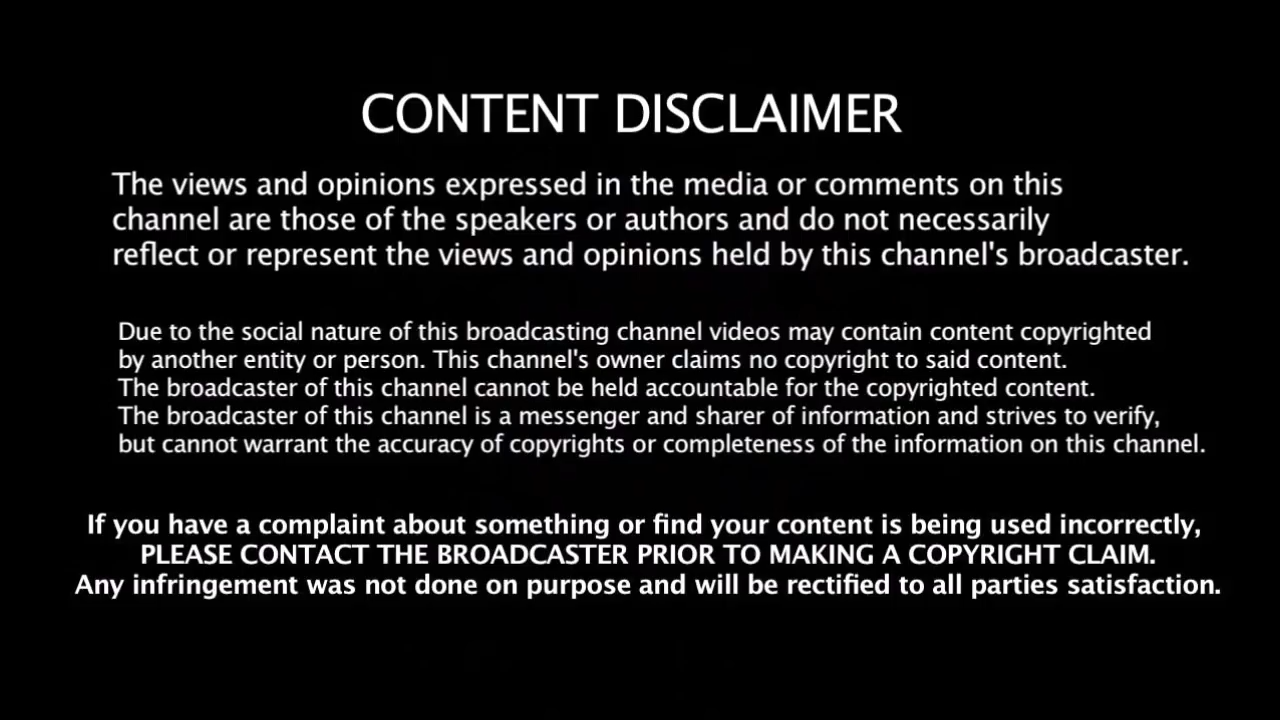 CONTENT DISCLAIMER
The views and opinions expressed in the media or comments on this
channel are those of the speakers or authors and do not necessarily
reflect or represent the views and opinions held by this channel's broadcaster.
Due to the social nature of this broadcasting channel videos may contain content copyrighted
by another entity or person. This channel's owner claims no copyright to said content.
The broadcaster of this channel cannot be held accountable for the copyrighted content.
The broadcaster of this channel is a messenger and sharer of information and strives to verify,
but cannot warrant the accuracy of copyrights or completeness of the information on this channel.
If you have a complaint about something or find your content is being used incorrectly,
PLEASE CONTACT THE BROADCASTER PRIOR TO MAKING A COPYRIGHT CLAIM.
Any infringement was not done on purpose and will be rectified to all parties satisfaction.